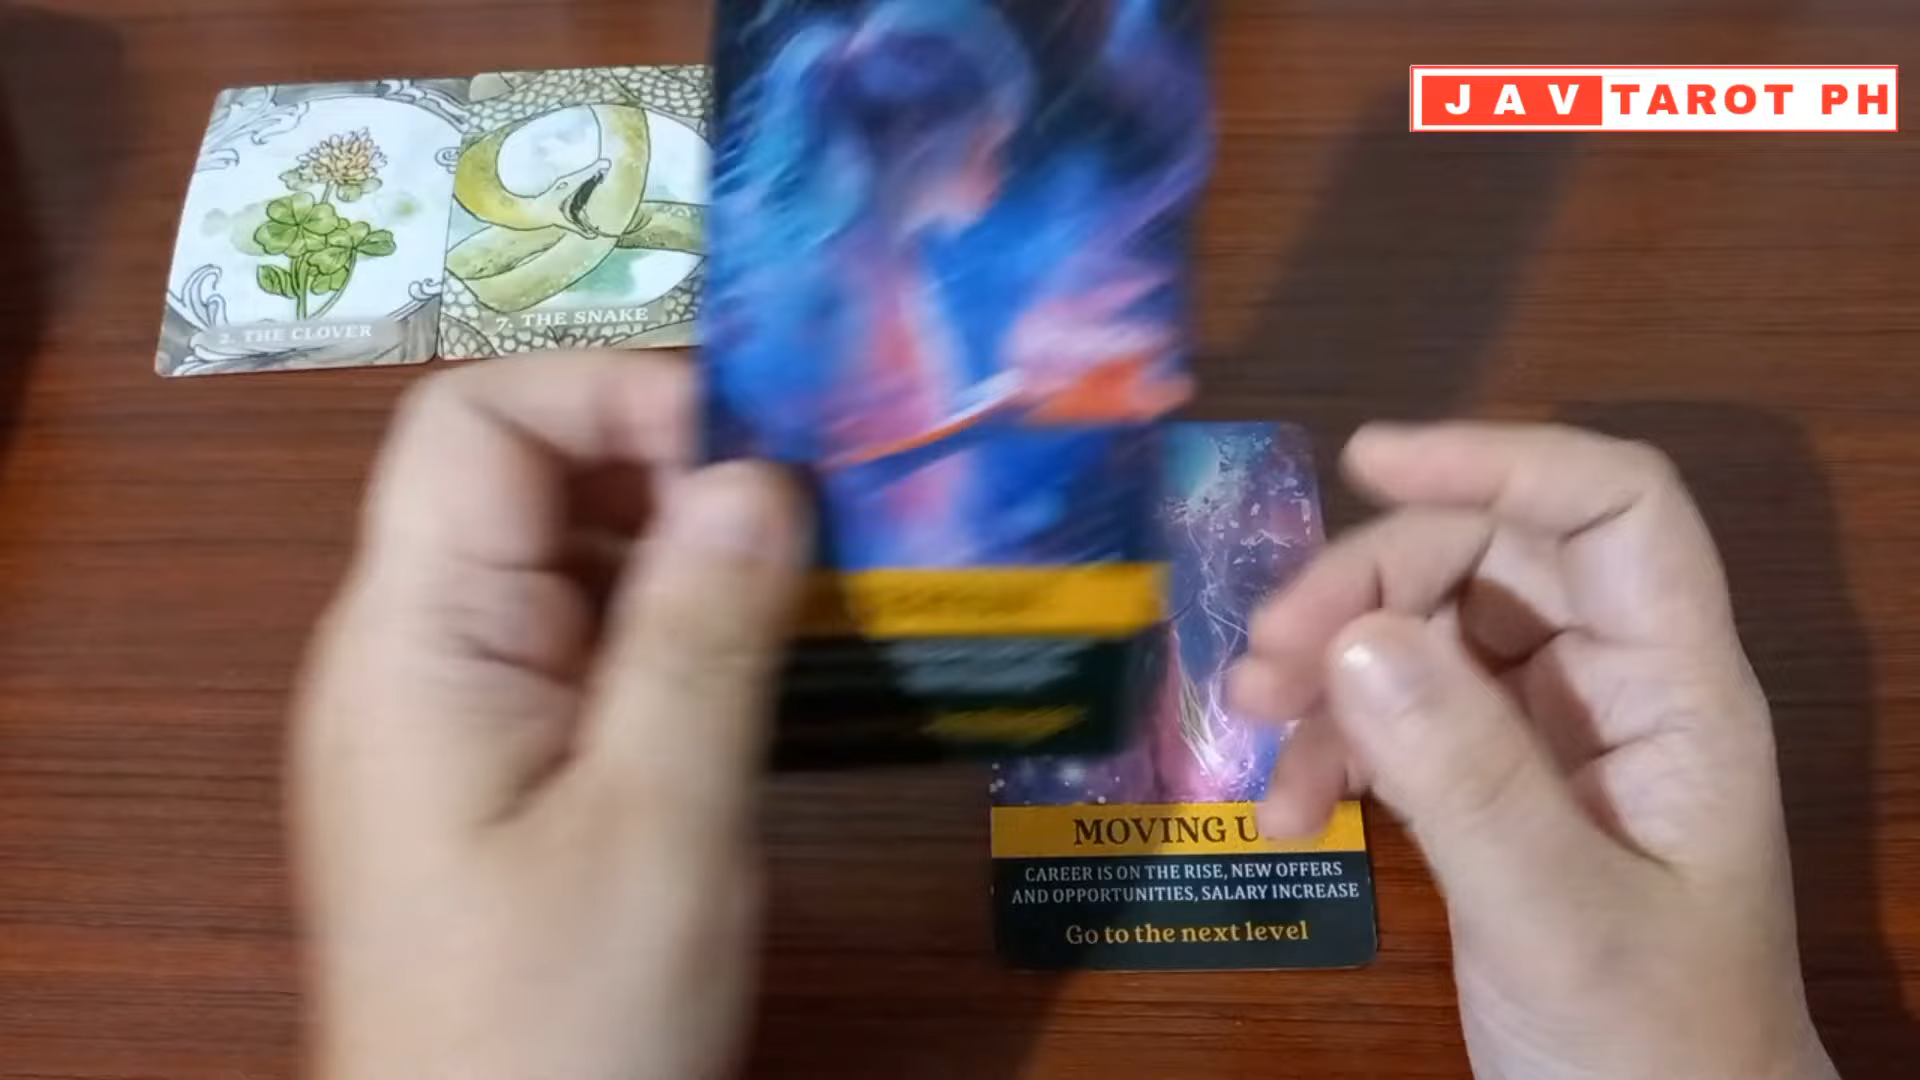 JAV TAROT PH
2. THE CLOVER
7. THE SNAKE
MOVING
CAREER IS ON THE RISE, NEW OFFERS
AND OPPORTUNITIES, SALARY INCREASE
Go to the next level